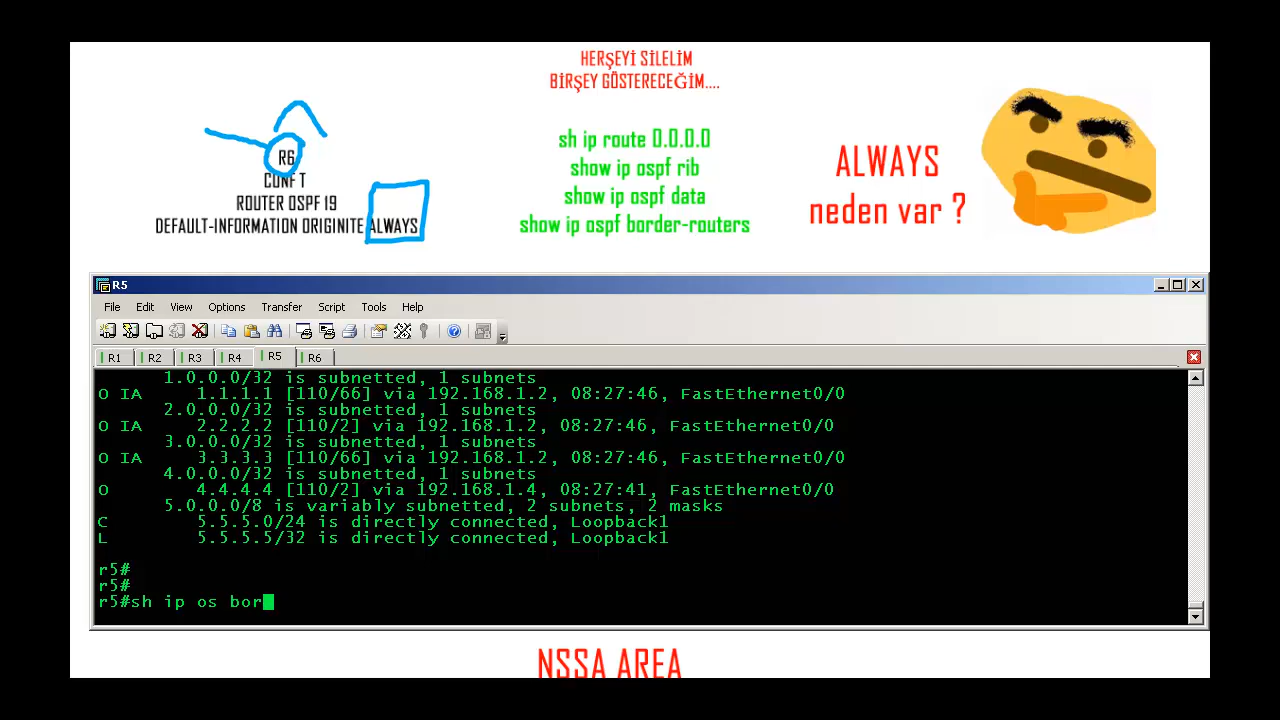 HERŞEYİ SİLELİM
BİRŞEY GÖSTERECEĞİM....
R6
CONF T
ROUTER OSPF 19
DEFAULT-INFORMATION ORIGINITE ALWAYS
sh ip route 0.0.0.0
show ip ospf rib
show ip ospf data
show ip ospf border-routers
ALWAYS
neden var ?
R5
File Edit View Options Transfer Script Tools Help
R1 R2 R3 R4 R5 R6
1.0.0.0/32 is subnetted, 1 subnets
O IA 1.1.1.1 [110/66] via 192.168.1.2, 08:27:46, FastEthernet0/0
2.0.0.0/32 is subnetted, 1 subnets
O IA 2.2.2.2 [110/2] via 192.168.1.2, 08:27:46, FastEthernet0/0
3.0.0.0/32 is subnetted, 1 subnets
O IA 3.3.3.3 [110/66] via 192.168.1.2, 08:27:46, FastEthernet0/0
4.0.0.0/32 is subnetted, 1 subnets
O 4.4.4.4 [110/2] via 192.168.1.4, 08:27:41, FastEthernet0/0
5.0.0.0/8 is variably subnetted, 2 subnets, 2 masks
C 5.5.5.0/24 is directly connected, Loopback1
L 5.5.5.5/32 is directly connected, Loopback1
r5#
r5#
r5#sh ip os bor
NSSA AREA